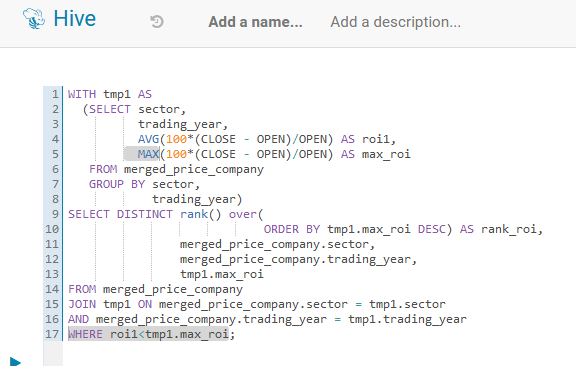 Hive Add a name... Add a description...
1 WITH tmp1 AS
2 (SELECT sector,
3 trading_year,
4 AVG(100*(CLOSE - OPEN)/OPEN) AS roi1,
5 MAX(100*(CLOSE - OPEN)/OPEN) AS max_roi
6 FROM merged_price_company
7 GROUP BY sector,
8 trading_year)
9 SELECT DISTINCT rank() over(
10 ORDER BY tmp1.max_roi DESC) AS rank_roi,
11 merged_price_company.sector,
12 merged_price_company.trading_year,
13 tmp1.max_roi
14 FROM merged_price_company
15 JOIN tmp1 ON merged_price_company.sector = tmp1.sector
16 AND merged_price_company.trading_year = tmp1.trading_year
17 WHERE roi1<tmp1.max_roi;